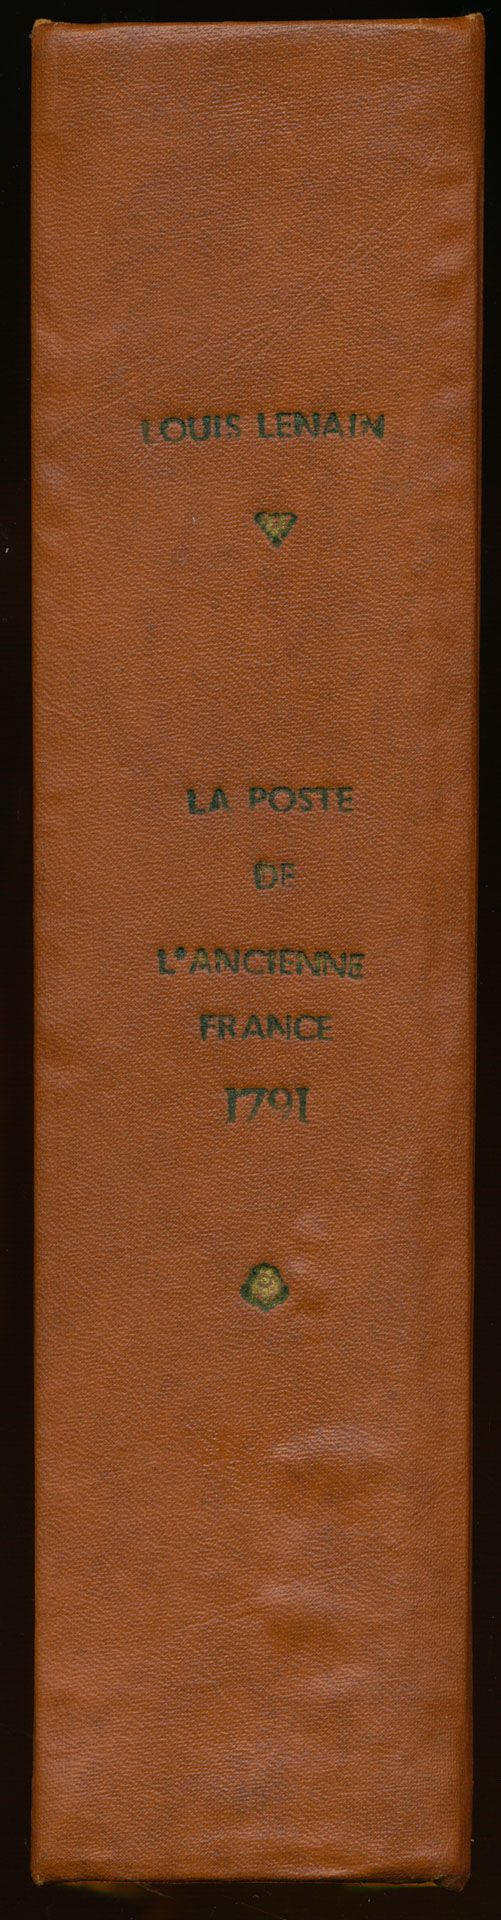 LOUIS LENAIN
LA POSTE
DE
L'ANCIENNE
FRANCE
1791